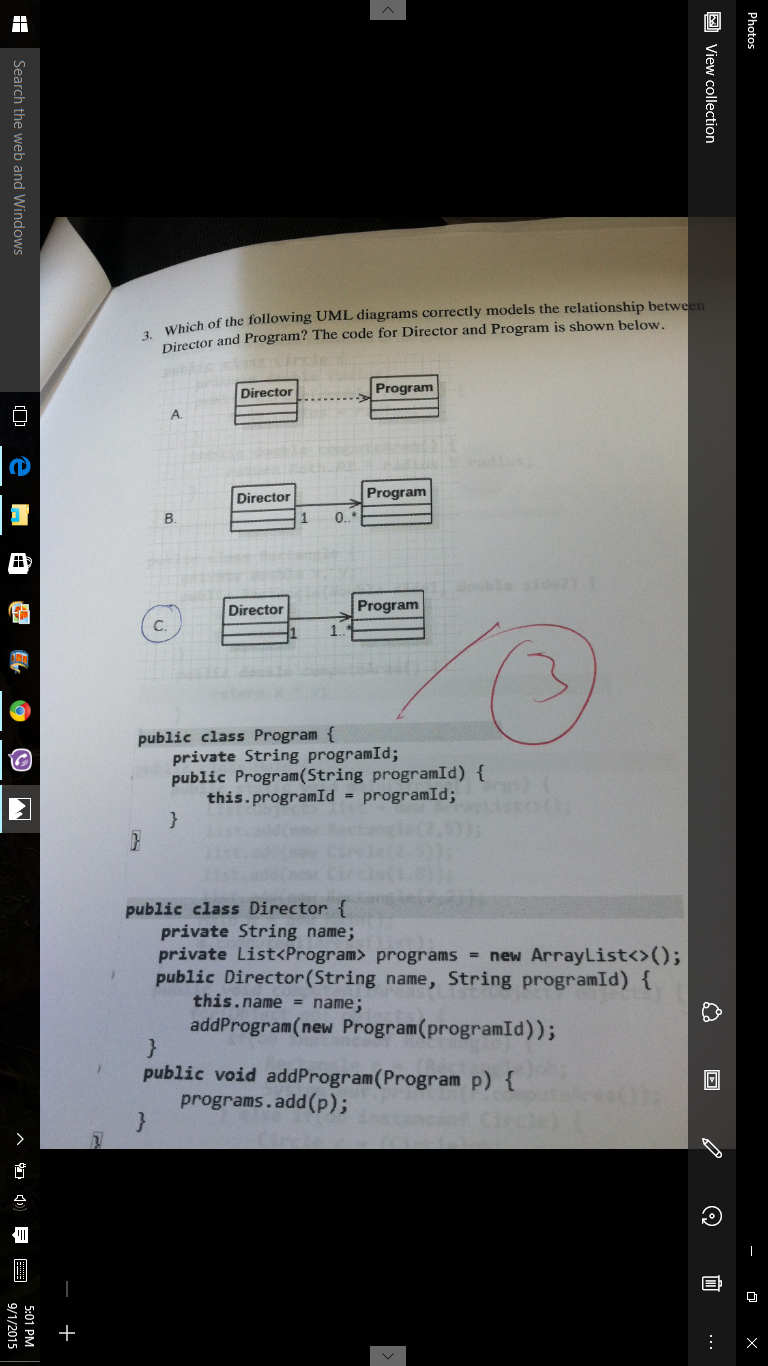 Photos
View collection
Search the web and Windows
5:01 PM
9/1/2015
3. Which of the following UML diagrams correctly models the relationship between
Director and Program? The code for Director and Program is shown below.
A.
Director
Program
B.
Director
Program
1
0..*
C.
Director
Program
1
1..*
3
public class Program {
private String programId;
public Program(String programId) {
this.programId = programId;
}
}
public class Director {
private String name;
private List<Program> programs = new ArrayList<>();
public Director(String name, String programId) {
this.name = name;
addProgram(new Program(programId));
}
public void addProgram(Program p) {
programs.add(p);
}
}